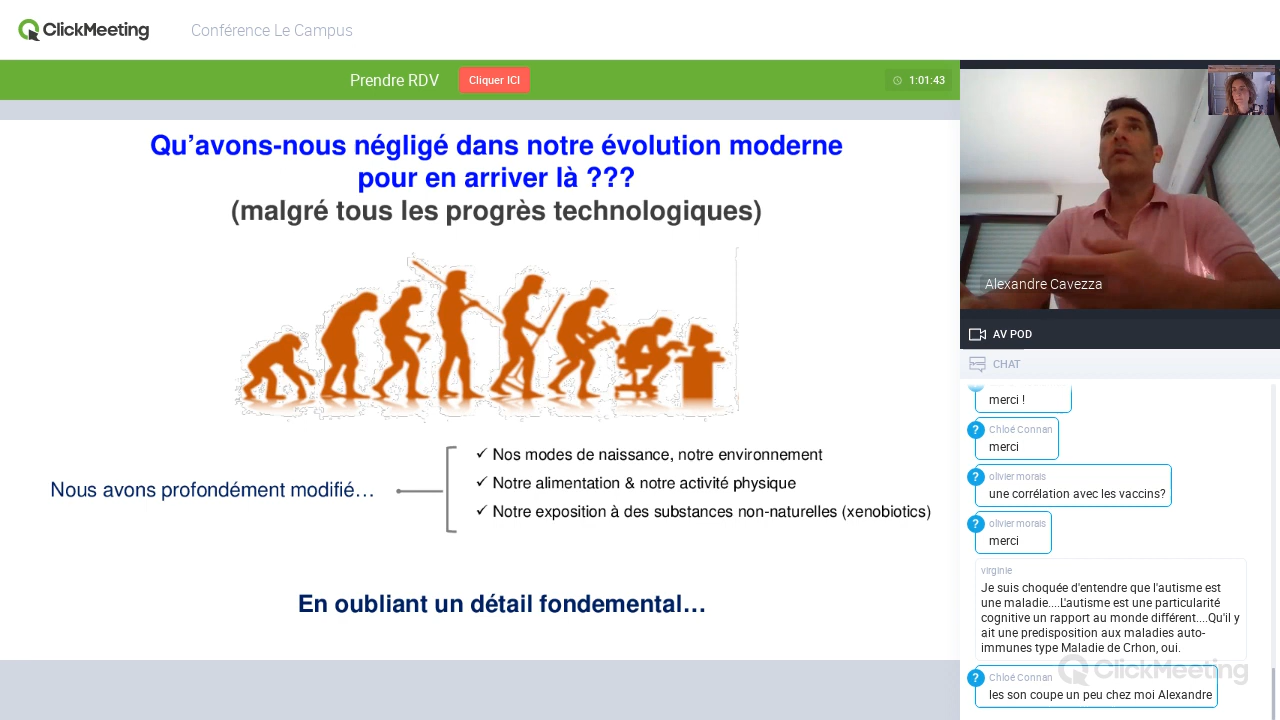 ClickMeeting
Conférence Le Campus
Prendre RDV
Cliquer ICI
1:01:43
Qu’avons-nous négligé dans notre évolution moderne
pour en arriver là ???
(malgré tous les progrès technologiques)
Nous avons profondément modifié…
✓ Nos modes de naissance, notre environnement
✓ Notre alimentation & notre activité physique
✓ Notre exposition à des substances non-naturelles (xenobiotics)
En oubliant un détail fondemental…
Alexandre Cavezza
AV POD
CHAT
merci !
?
Chloé Connan
merci
?
olivier morais
une corrélation avec les vaccins?
?
olivier morais
merci
virginie
Je suis choquée d'entendre que l'autisme est
une maladie....L'autisme est une particularité
cognitive un rapport au monde différent....Qu'il y
ait une predisposition aux maladies auto-
immunes type Maladie de Crhon, oui.
ClickMeeting
?
Chloé Connan
les son coupe un peu chez moi Alexandre